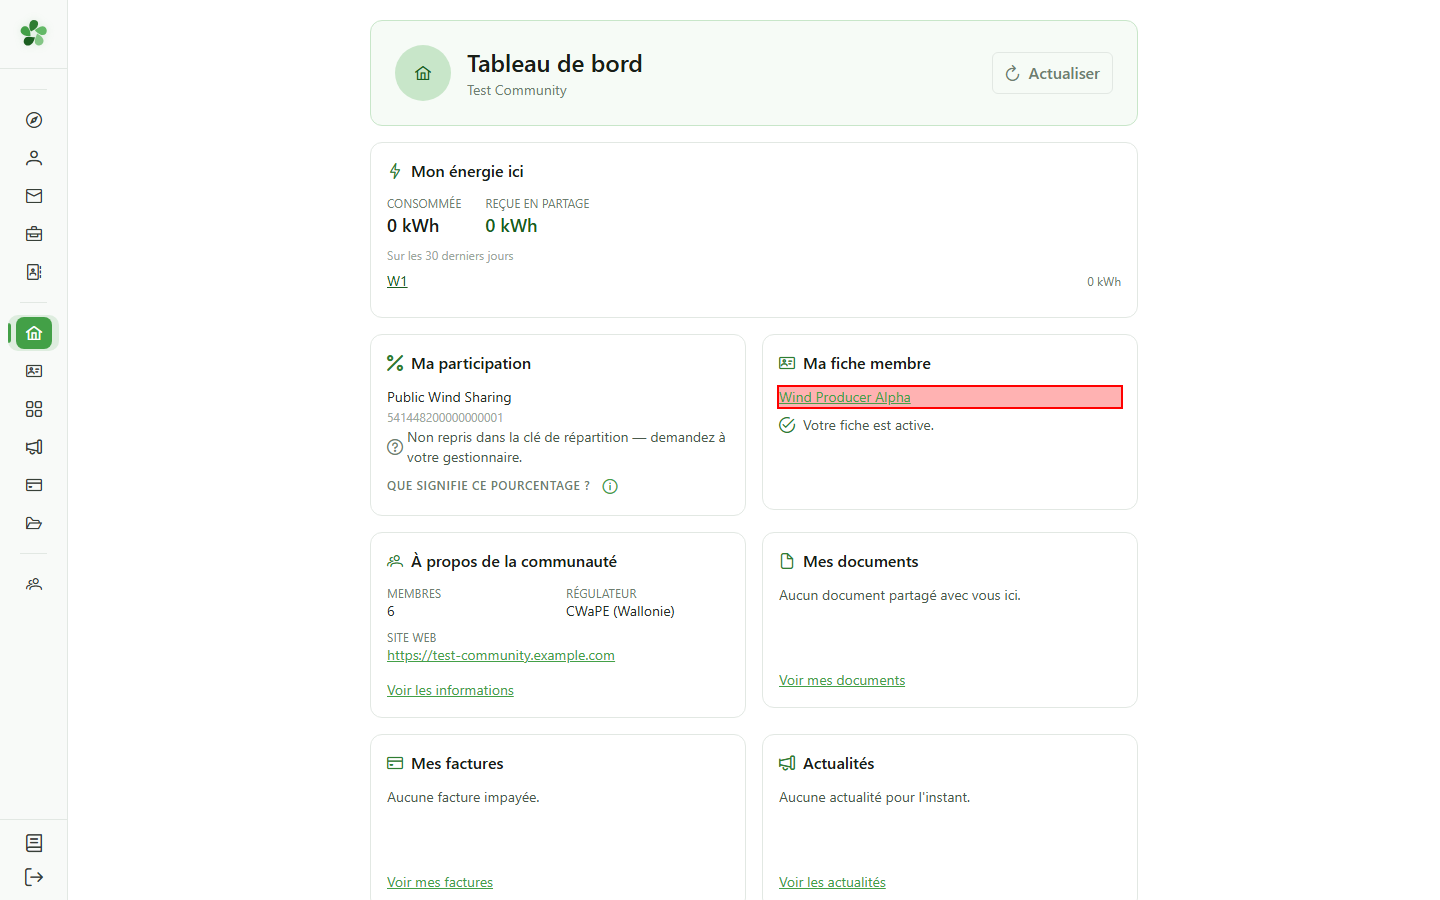 Tableau de bord
Test Community
Actualiser
Mon énergie ici
CONSOMMÉE
REÇUE EN PARTAGE
0 kWh
0 kWh
Sur les 30 derniers jours
W1
0 kWh
Ma participation
Public Wind Sharing
541448200000000001
Non repris dans la clé de répartition — demandez à
votre gestionnaire.
QUE SIGNIFIE CE POURCENTAGE ?
Ma fiche membre
Wind Producer Alpha
Votre fiche est active.
À propos de la communauté
MEMBRES
6
RÉGULATEUR
CWaPE (Wallonie)
SITE WEB
https://test-community.example.com
Voir les informations
Mes documents
Aucun document partagé avec vous ici.
Voir mes documents
Mes factures
Aucune facture impayée.
Voir mes factures
Actualités
Aucune actualité pour l'instant.
Voir les actualités